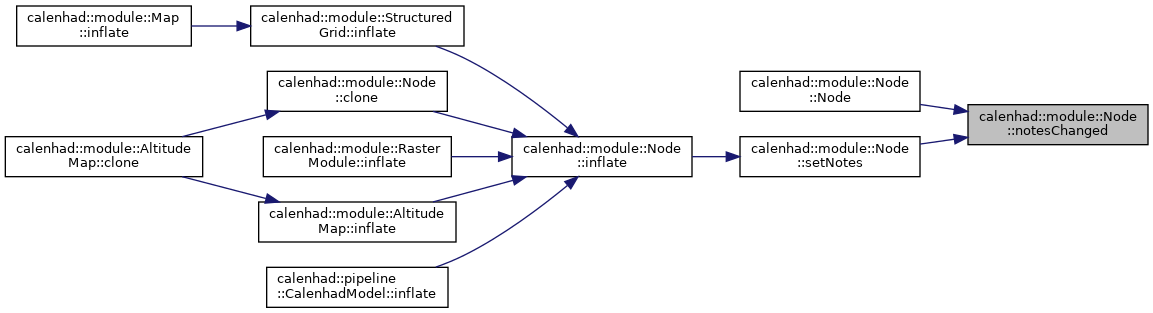 calenhad::module::Map
::inflate
calenhad::module::Structured
Grid::inflate
calenhad::module::Node
::clone
calenhad::module::Altitude
Map::clone
calenhad::module::Raster
Module::inflate
calenhad::module::Altitude
Map::inflate
calenhad::pipeline
::CalenhadModel::inflate
calenhad::module::Node
::inflate
calenhad::module::Node
::Node
calenhad::module::Node
::setNotes
calenhad::module::Node
::notesChanged